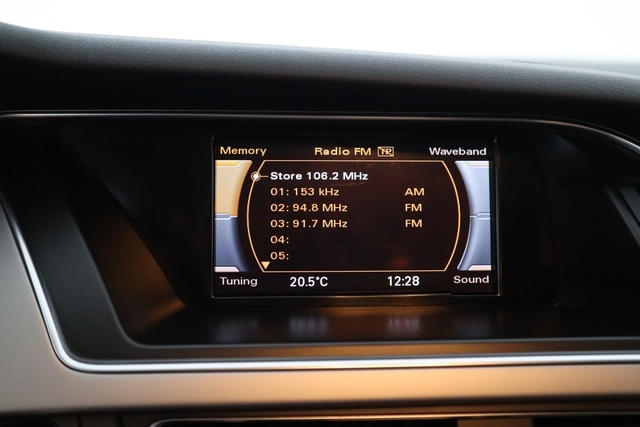 Memory Radio FM TP Waveband
Store 106.2 MHz
01: 153 kHz AM
02: 94.8 MHz FM
03: 91.7 MHz FM
04:
05:
Tuning 20.5°C 12:28 Sound